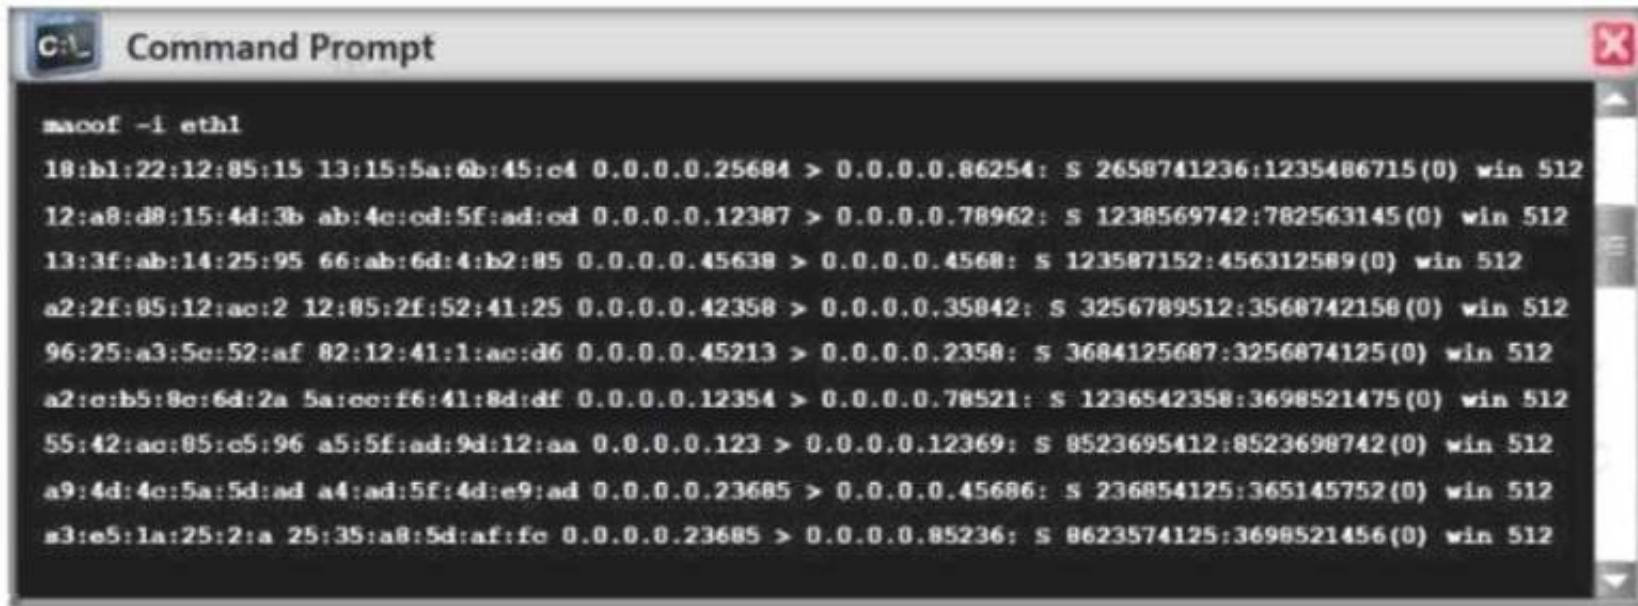 C:\_ Command Prompt
macof -i eth1
18:b1:22:12:85:15 13:15:5a:6b:45:c4 0.0.0.0.25684 > 0.0.0.0.86254: S 2658741236:1235486715(0) win 512
12:a8:d8:15:4d:3b ab:4c:cd:5f:ad:cd 0.0.0.0.12387 > 0.0.0.0.78962: S 1238569742:782563145(0) win 512
13:3f:ab:14:25:95 66:ab:6d:4:b2:85 0.0.0.0.45638 > 0.0.0.0.4568: S 123587152:456312589(0) win 512
a2:2f:85:12:ac:2 12:85:2f:52:41:25 0.0.0.0.42358 > 0.0.0.0.35842: S 3256789512:3568742158(0) win 512
96:25:a3:5c:52:af 82:12:41:1:ac:d6 0.0.0.0.45213 > 0.0.0.0.2358: S 3684125687:3256874125(0) win 512
a2:c:b5:8c:6d:2a 5a:cc:f6:41:8d:df 0.0.0.0.12354 > 0.0.0.0.78521: S 1236542358:3698521475(0) win 512
55:42:ac:85:c5:96 a5:5f:ad:9d:12:aa 0.0.0.0.123 > 0.0.0.0.12369: S 8523695412:8523698742(0) win 512
a9:4d:4c:5a:5d:ad a4:ad:5f:4d:e9:ad 0.0.0.0.23685 > 0.0.0.0.45686: S 236854125:365145752(0) win 512
s3:e5:1a:25:2:a 25:35:a8:5d:af:fc 0.0.0.0.23685 > 0.0.0.0.85236: S 8623574125:3698521456(0) win 512